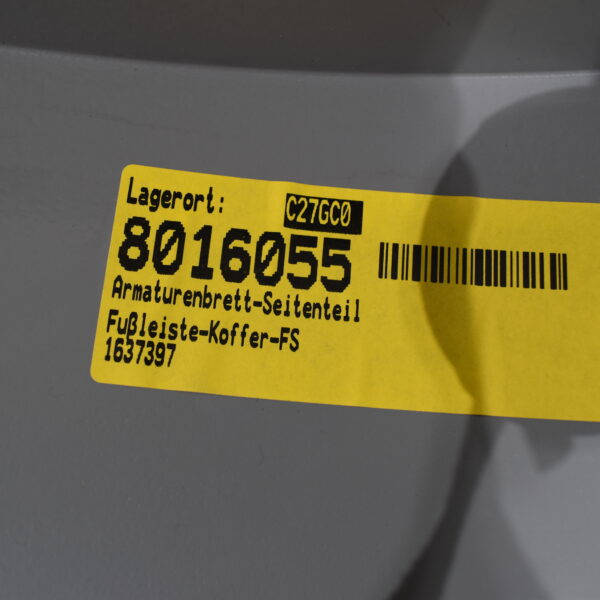 Lagerort: C27GC0
8016055
Armaturenbrett-Seitenteil
Fußleiste-Koffer-FS
1637397